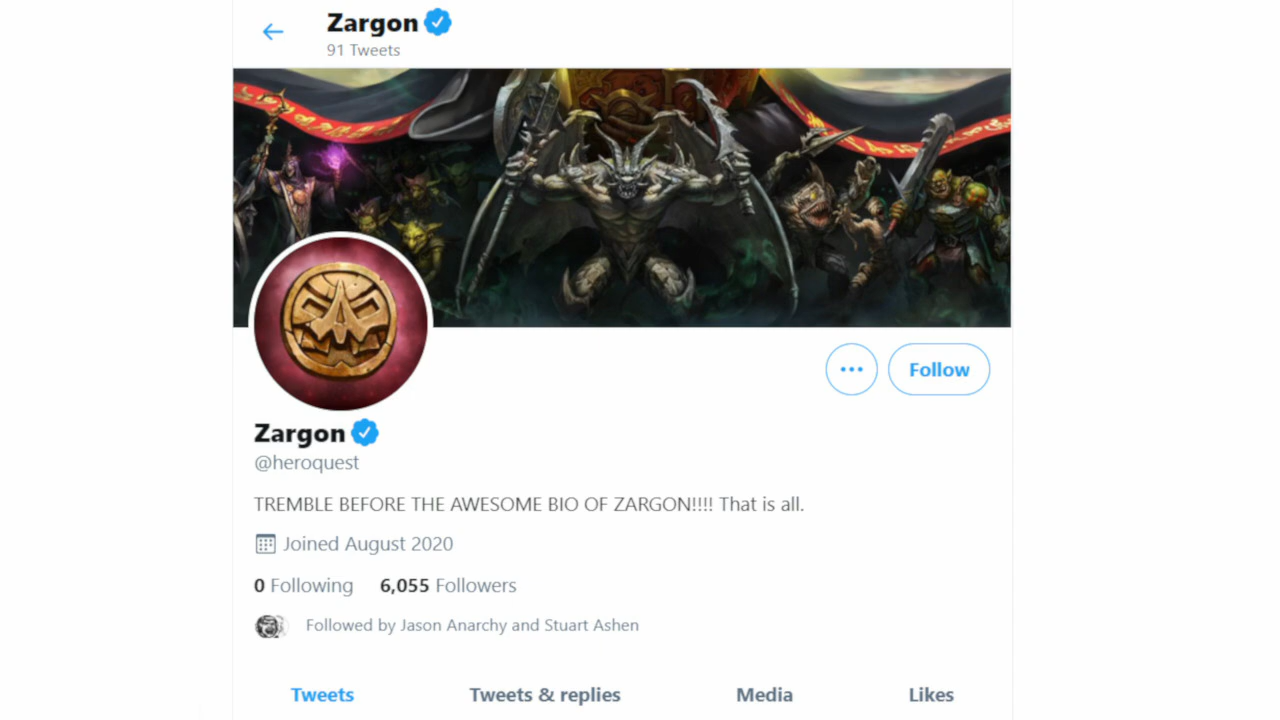 Zargon
91 Tweets
Follow
Zargon
@heroquest
TREMBLE BEFORE THE AWESOME BIO OF ZARGON!!!! That is all.
Joined August 2020
0 Following 6,055 Followers
Followed by Jason Anarchy and Stuart Ashen
Tweets Tweets & replies Media Likes